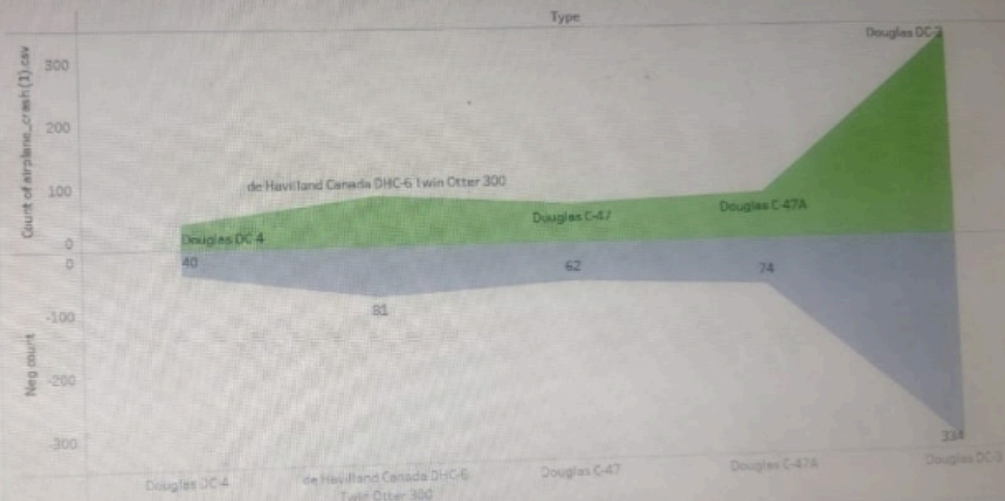 Type
Count of airplane_crash (1).csv
300
200
100
0
Douglas DC-4
de Havilland Canada DHC-6 Twin Otter 300
Douglas C-47
Douglas C-47A
Douglas DC-3
Neg count
0
-100
-200
-300
40
81
62
74
334
Douglas DC-4
de Havilland Canada DHC-6
Twin Otter 300
Douglas C-47
Douglas C-47A
Douglas DC-3